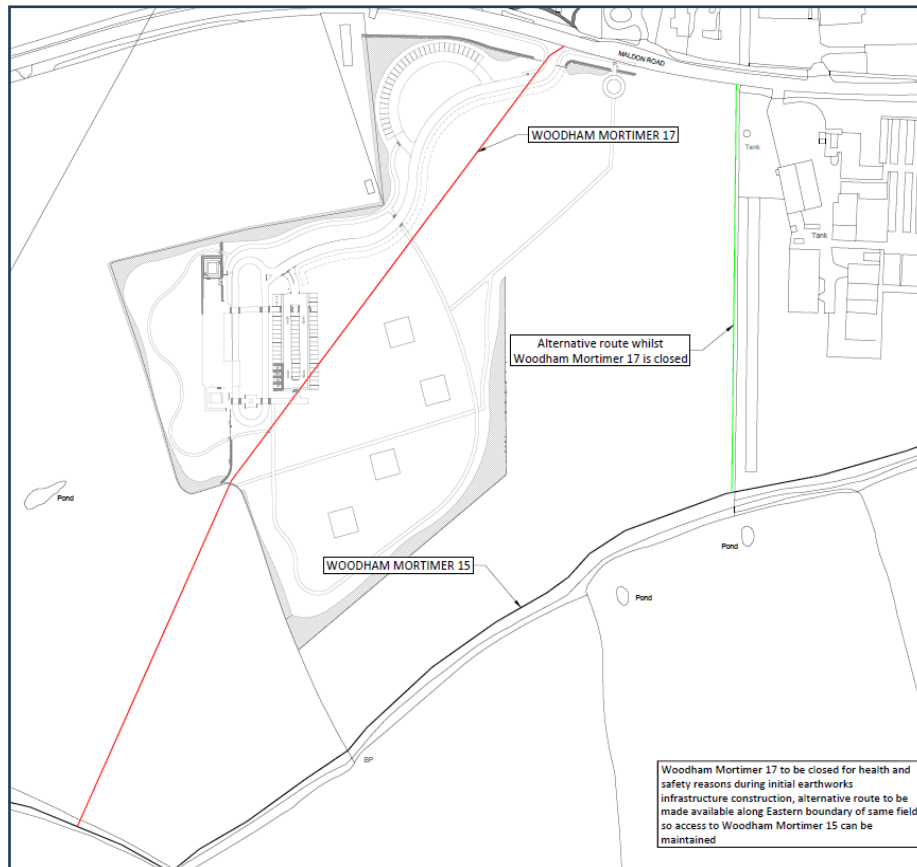 MALDON ROAD
WOODHAM MORTIMER 17
Tank
Tank
Alternative route whilst
Woodham Mortimer 17 is closed
Pond
Pond
WOODHAM MORTIMER 15
Pond
BP
Woodham Mortimer 17 to be closed for health and
safety reasons during initial earthworks
infrastructure construction, alternative route to be
made available along Eastern boundary of same field
so access to Woodham Mortimer 15 can be
maintained